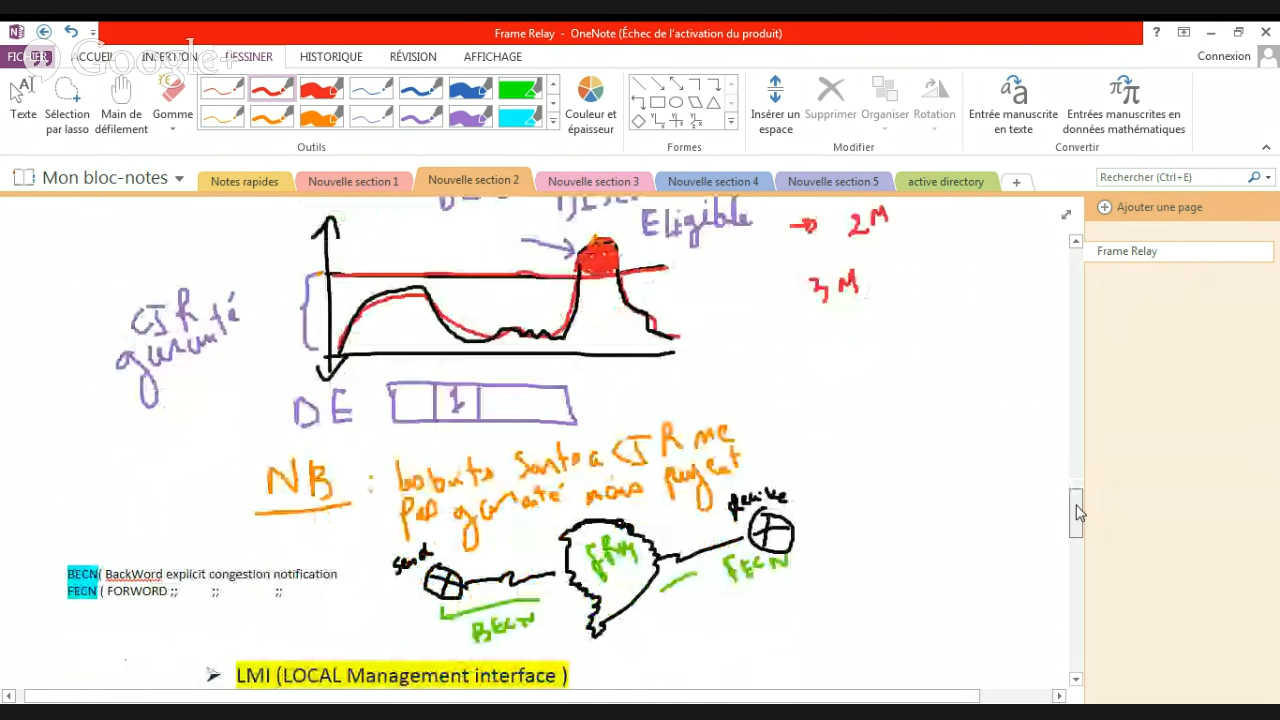 Frame Relay - OneNote (Échec de l'activation du produit)
Google+
FICHIER ACCUEIL INSERTION DESSINER HISTORIQUE RÉVISION AFFICHAGE Connexion
Texte Sélection par lasso Main de défilement Gomme
Couleur et épaisseur
Insérer un espace Supprimer Organiser Rotation
Entrée manuscrite en texte Entrées manuscrites en données mathématiques
Outils Formes Modifier Convertir
Mon bloc-notes Notes rapides Nouvelle section 1 Nouvelle section 2 Nouvelle section 3 Nouvelle section 4 Nouvelle section 5 active directory
Rechercher (Ctrl+E)
Ajouter une page
Frame Relay
Eligible
→ 2M
3 M
CIR
garanté
DE 1
NB : CIR
pas
send
FECN
BECN
BECN( BackWord explicit congestion notification
FECN ( FORWORD ;; ;; ;;
➢ LMI (LOCAL Management interface )